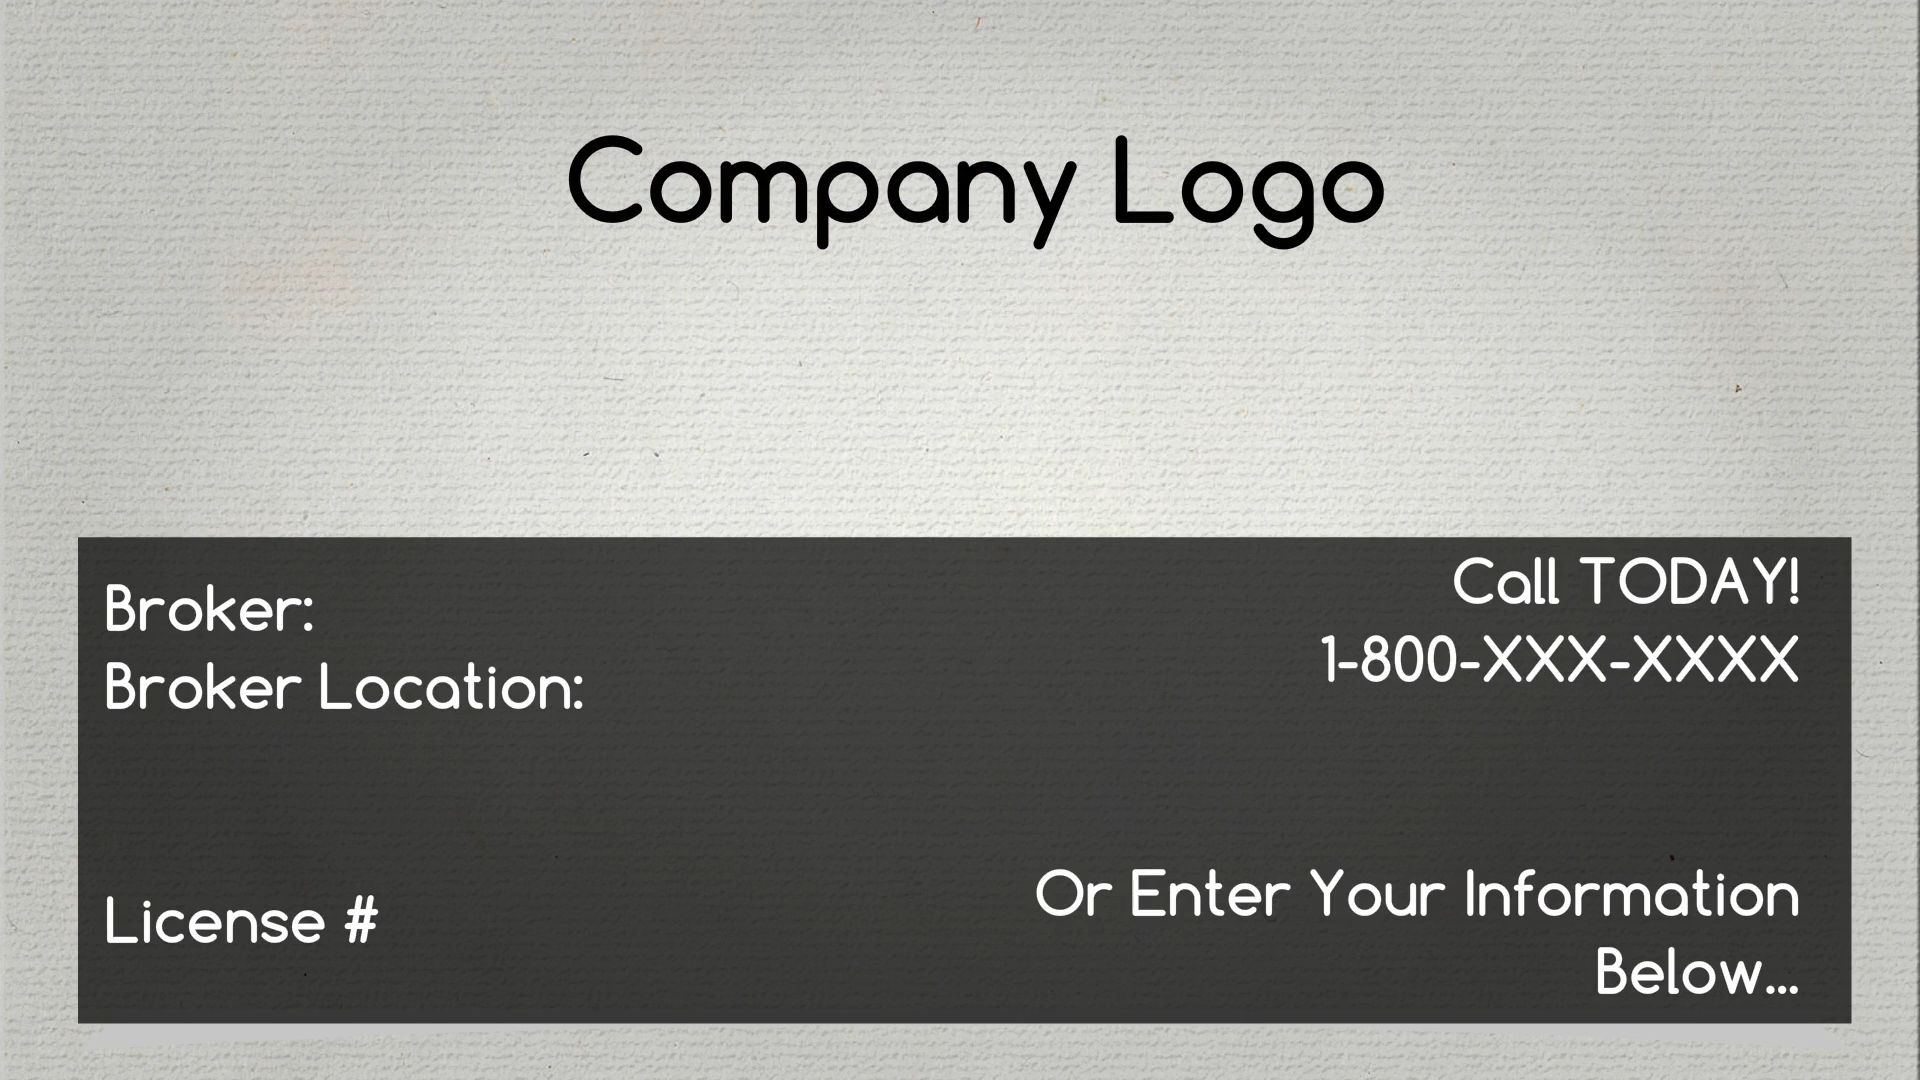 Company Logo
Broker:
Broker Location:
License #
Call TODAY!
1-800-XXX-XXXX
Or Enter Your Information
Below...